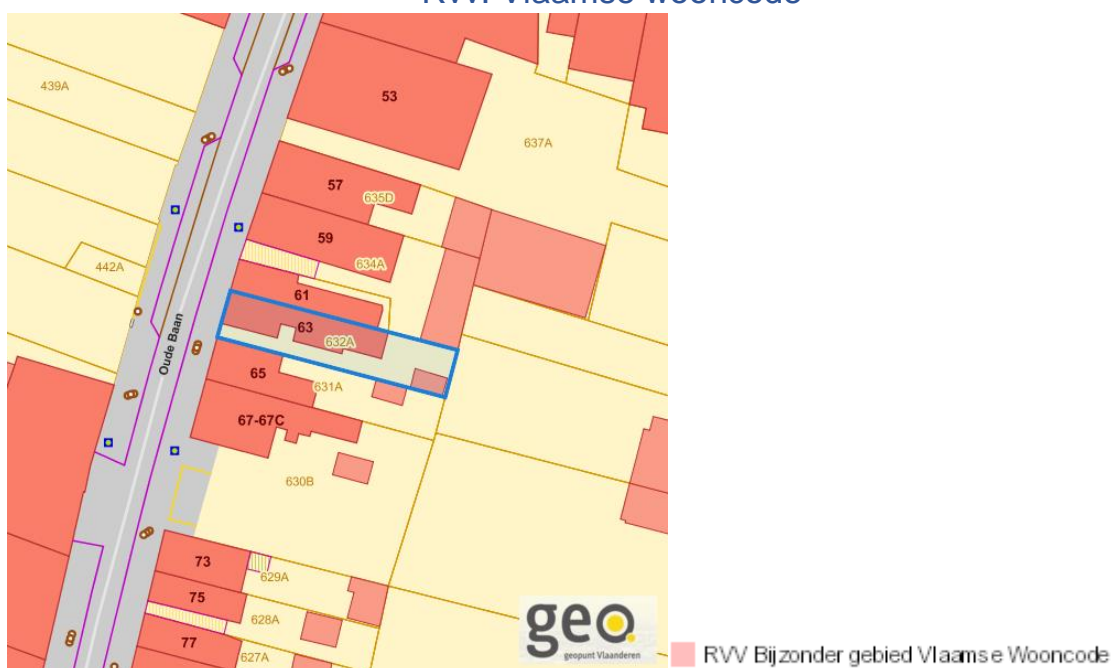 RVV: Vlaamse wooncode
439A
53
637A
57
635D
59
634A
442A
61
63
632A
Oude Baan
65
631A
67-67C
630B
73
629A
75
628A
77
627A
geo
geopunt Vlaanderen
RVV Bijzonder gebied Vlaamse Wooncode